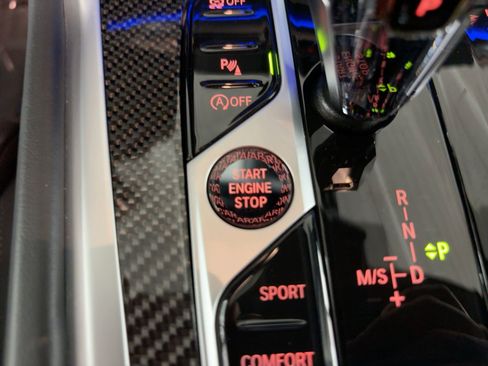 OFF
P
A OFF
START
ENGINE
STOP
SPORT
COMFORT
R
N
D
P
M/S